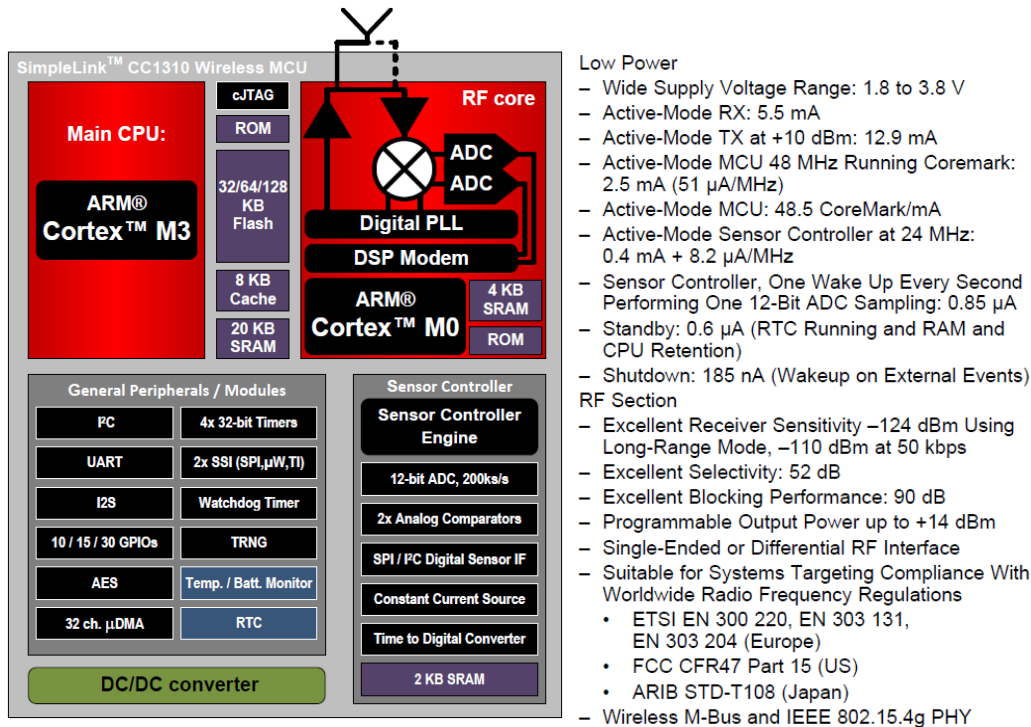 SimpleLink™ CC1310 Wireless MCU
Main CPU:
ARM®
Cortex™ M3
cJTAG
ROM
32/64/128
KB
Flash
8 KB
Cache
20 KB
SRAM
RF core
ADC
ADC
Digital PLL
DSP Modem
ARM®
Cortex™ M0
4 KB
SRAM
ROM
General Peripherals / Modules
I²C
4x 32-bit Timers
UART
2x SSI (SPI,µW,TI)
I2S
Watchdog Timer
10 / 15 / 30 GPIOs
TRNG
AES
Temp. / Batt. Monitor
32 ch. µDMA
RTC
Sensor Controller
Sensor Controller
Engine
12-bit ADC, 200ks/s
2x Analog Comparators
SPI / I²C Digital Sensor IF
Constant Current Source
Time to Digital Converter
2 KB SRAM
DC/DC converter
Low Power
– Wide Supply Voltage Range: 1.8 to 3.8 V
– Active-Mode RX: 5.5 mA
– Active-Mode TX at +10 dBm: 12.9 mA
– Active-Mode MCU 48 MHz Running Coremark:
2.5 mA (51 µA/MHz)
– Active-Mode MCU: 48.5 CoreMark/mA
– Active-Mode Sensor Controller at 24 MHz:
0.4 mA + 8.2 µA/MHz
– Sensor Controller, One Wake Up Every Second
Performing One 12-Bit ADC Sampling: 0.85 µA
– Standby: 0.6 µA (RTC Running and RAM and
CPU Retention)
– Shutdown: 185 nA (Wakeup on External Events)
RF Section
– Excellent Receiver Sensitivity –124 dBm Using
Long-Range Mode, –110 dBm at 50 kbps
– Excellent Selectivity: 52 dB
– Excellent Blocking Performance: 90 dB
– Programmable Output Power up to +14 dBm
– Single-Ended or Differential RF Interface
– Suitable for Systems Targeting Compliance With
Worldwide Radio Frequency Regulations
• ETSI EN 300 220, EN 303 131,
EN 303 204 (Europe)
• FCC CFR47 Part 15 (US)
• ARIB STD-T108 (Japan)
– Wireless M-Bus and IEEE 802.15.4g PHY